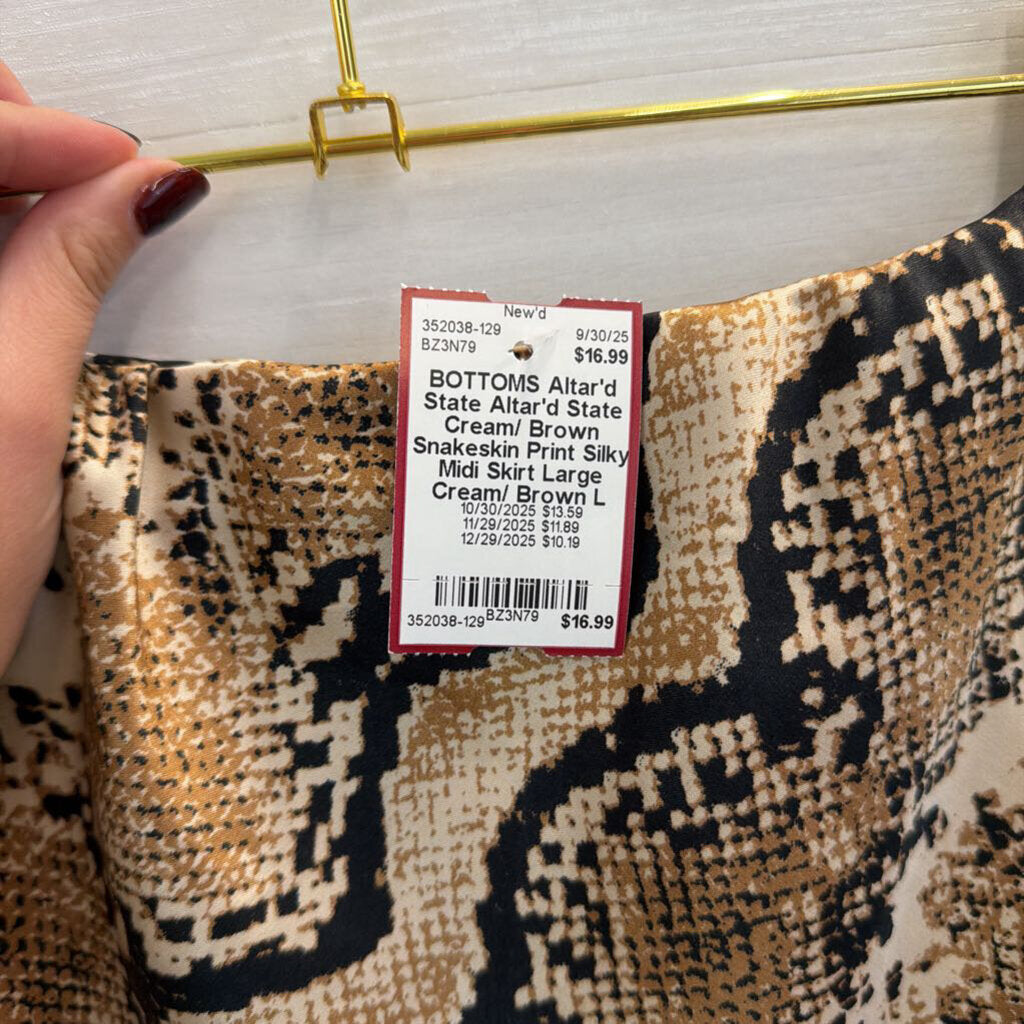 New'd
352038-129 9/30/25
BZ3N79 $16.99
BOTTOMS Altar'd
State Altar'd State
Cream/ Brown
Snakeskin Print Silky
Midi Skirt Large
Cream/ Brown L
10/30/2025 $13.59
11/29/2025 $11.89
12/29/2025 $10.19
352038-129 BZ3N79 $16.99